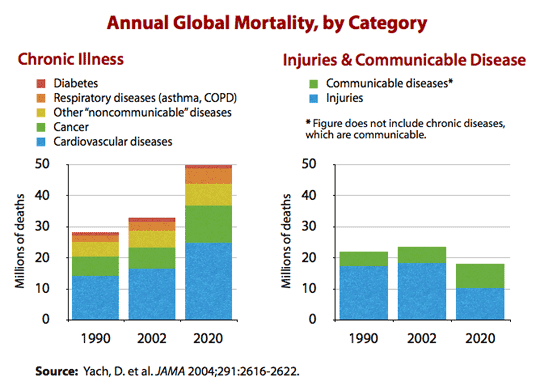 Annual Global Mortality, by Category
Chronic Illness
Diabetes
Respiratory diseases (asthma, COPD)
Other "noncommunicable" diseases
Cancer
Cardiovascular diseases
Millions of deaths
50
40
30
20
10
0
1990 2002 2020
Injuries & Communicable Disease
Communicable diseases*
Injuries
* Figure does not include chronic diseases,
which are communicable.
Millions of deaths
50
40
30
20
10
0
1990 2002 2020
Source: Yach, D. et al. JAMA 2004;291:2616-2622.